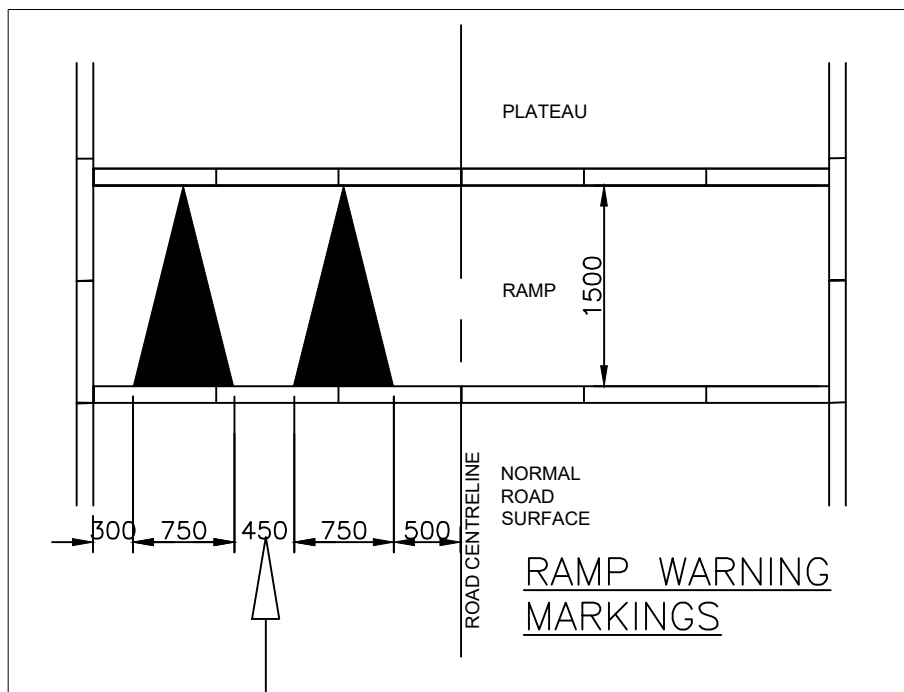 PLATEAU
RAMP
1500
300 750 450 750 500
ROAD CENTRELINE
NORMAL
ROAD
SURFACE
RAMP WARNING
MARKINGS